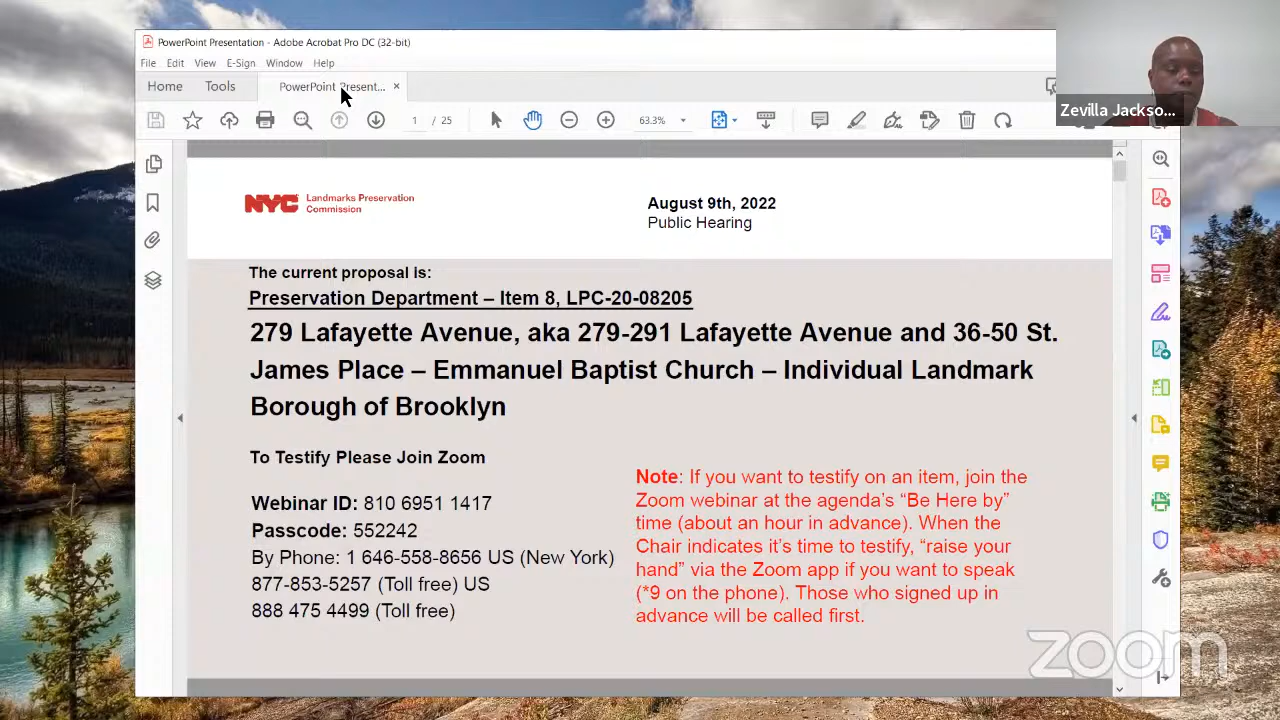 PowerPoint Presentation - Adobe Acrobat Pro DC (32-bit)
File Edit View E-Sign Window Help
Home Tools PowerPoint Present... ×
1 / 25 63.3%
Zevilla Jackso...
NYC Landmarks Preservation
Commission
August 9th, 2022
Public Hearing
The current proposal is:
Preservation Department – Item 8, LPC-20-08205
279 Lafayette Avenue, aka 279-291 Lafayette Avenue and 36-50 St.
James Place – Emmanuel Baptist Church – Individual Landmark
Borough of Brooklyn
To Testify Please Join Zoom
Webinar ID: 810 6951 1417
Passcode: 552242
By Phone: 1 646-558-8656 US (New York)
877-853-5257 (Toll free) US
888 475 4499 (Toll free)
Note: If you want to testify on an item, join the
Zoom webinar at the agenda’s “Be Here by”
time (about an hour in advance). When the
Chair indicates it’s time to testify, “raise your
hand” via the Zoom app if you want to speak
(*9 on the phone). Those who signed up in
advance will be called first.
zoom